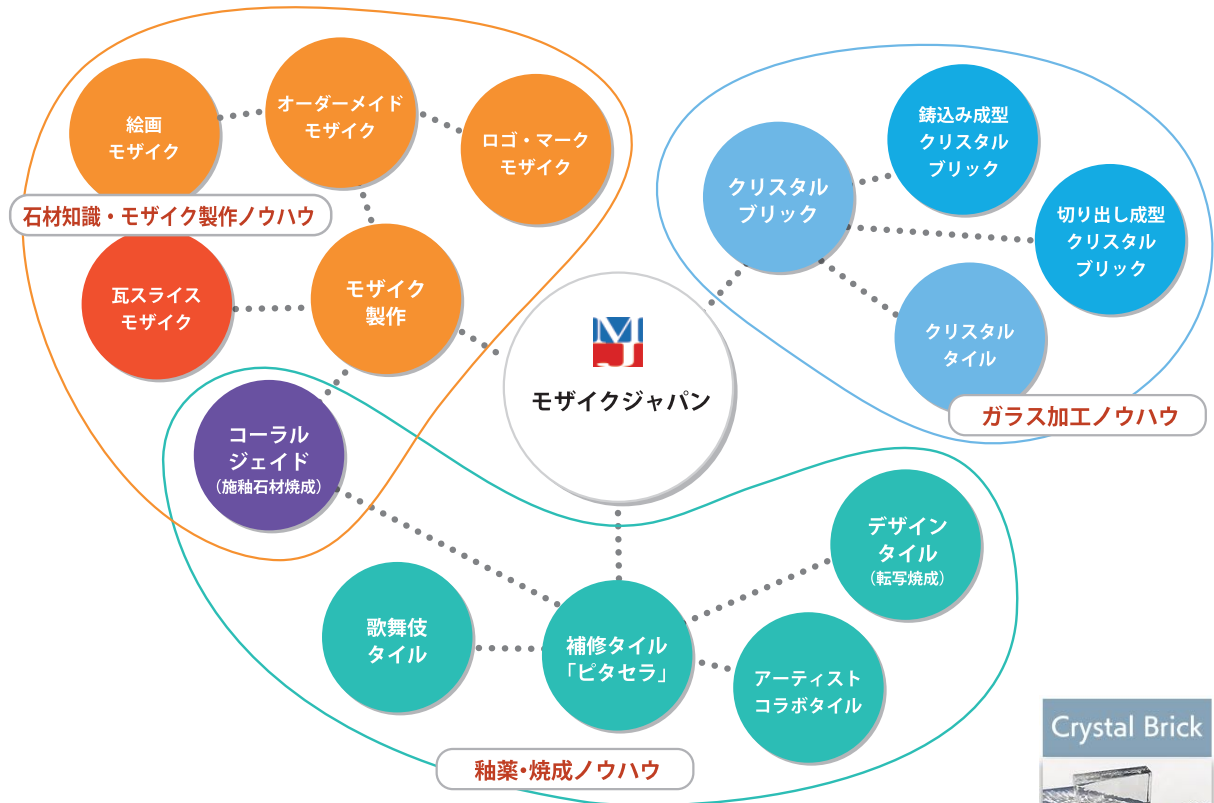 絵画
モザイク
オーダーメイド
モザイク
ロゴ・マーク
モザイク
石材知識・モザイク製作ノウハウ
瓦スライス
モザイク
モザイク
製作
コーラル
ジェイド
（施釉石材焼成）
MJ
モザイクジャパン
クリスタル
ブリック
鋳込み成型
クリスタル
ブリック
切り出し成型
クリスタル
ブリック
クリスタル
タイル
ガラス加工ノウハウ
歌舞伎
タイル
補修タイル
「ピタセラ」
デザイン
タイル
（転写焼成）
アーティスト
コラボタイル
釉薬・焼成ノウハウ
Crystal Brick